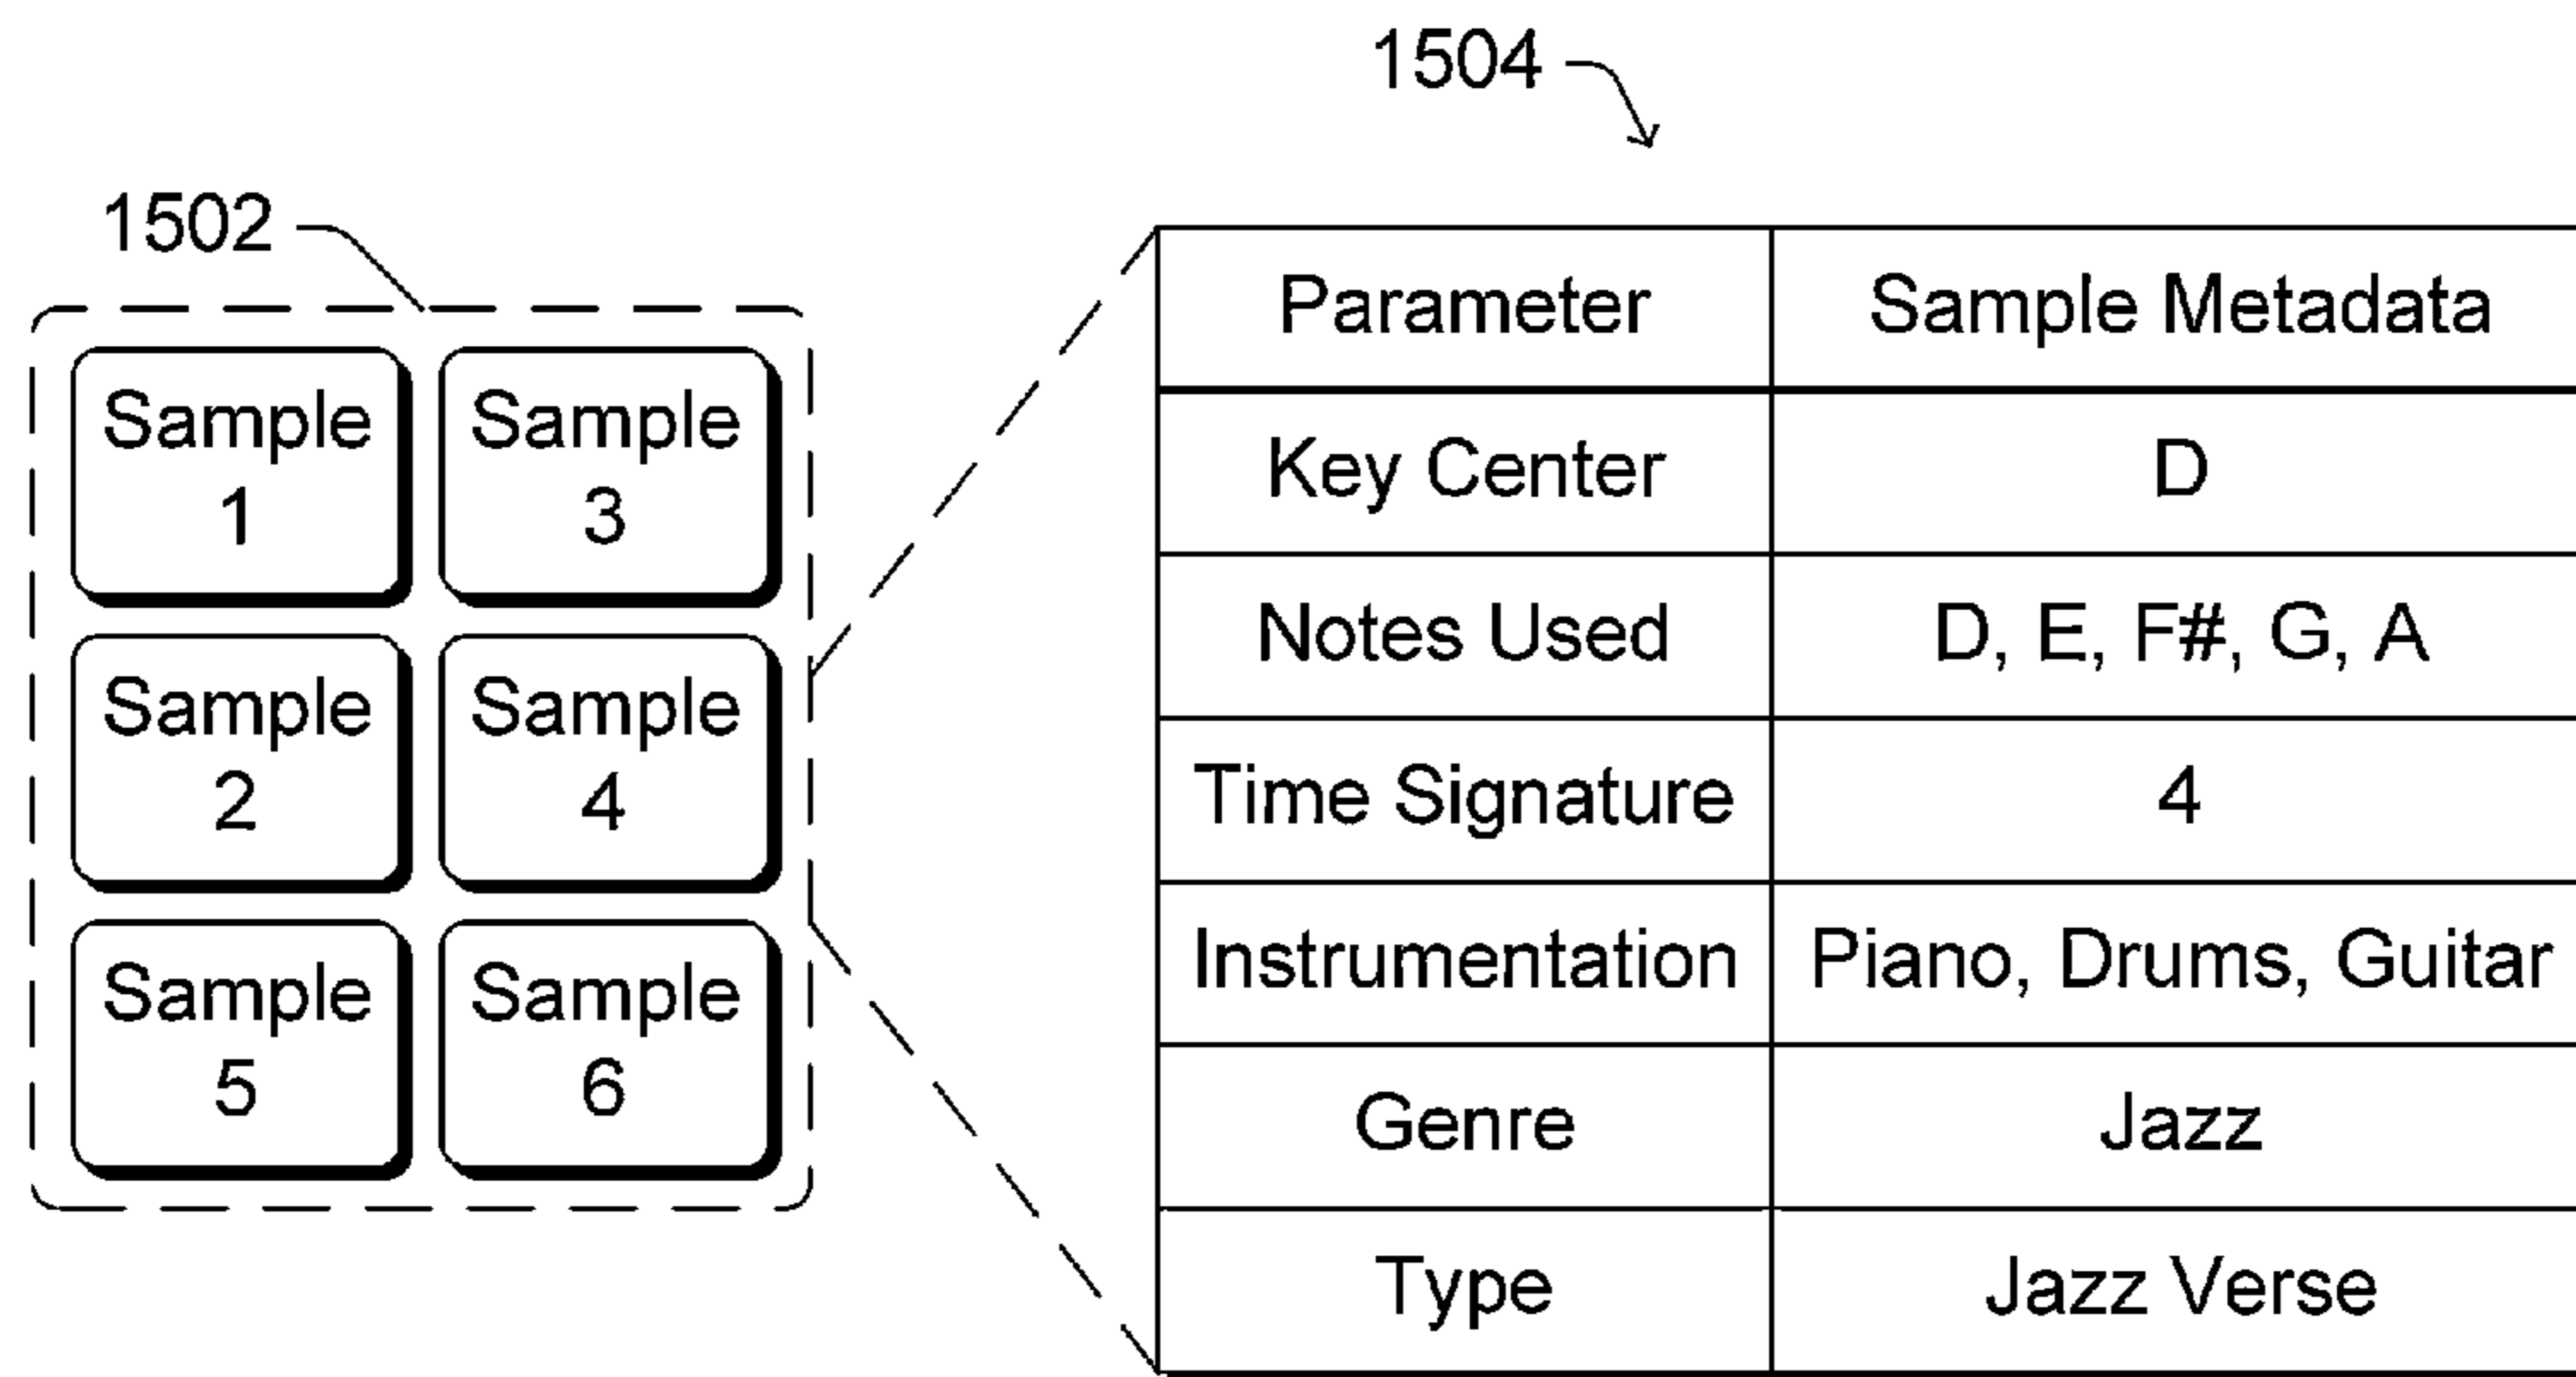 1504
1502
Sample 1
Sample 3
Sample 2
Sample 4
Sample 5
Sample 6
Parameter Sample Metadata
Key Center D
Notes Used D, E, F#, G, A
Time Signature 4
Instrumentation Piano, Drums, Guitar
Genre Jazz
Type Jazz Verse